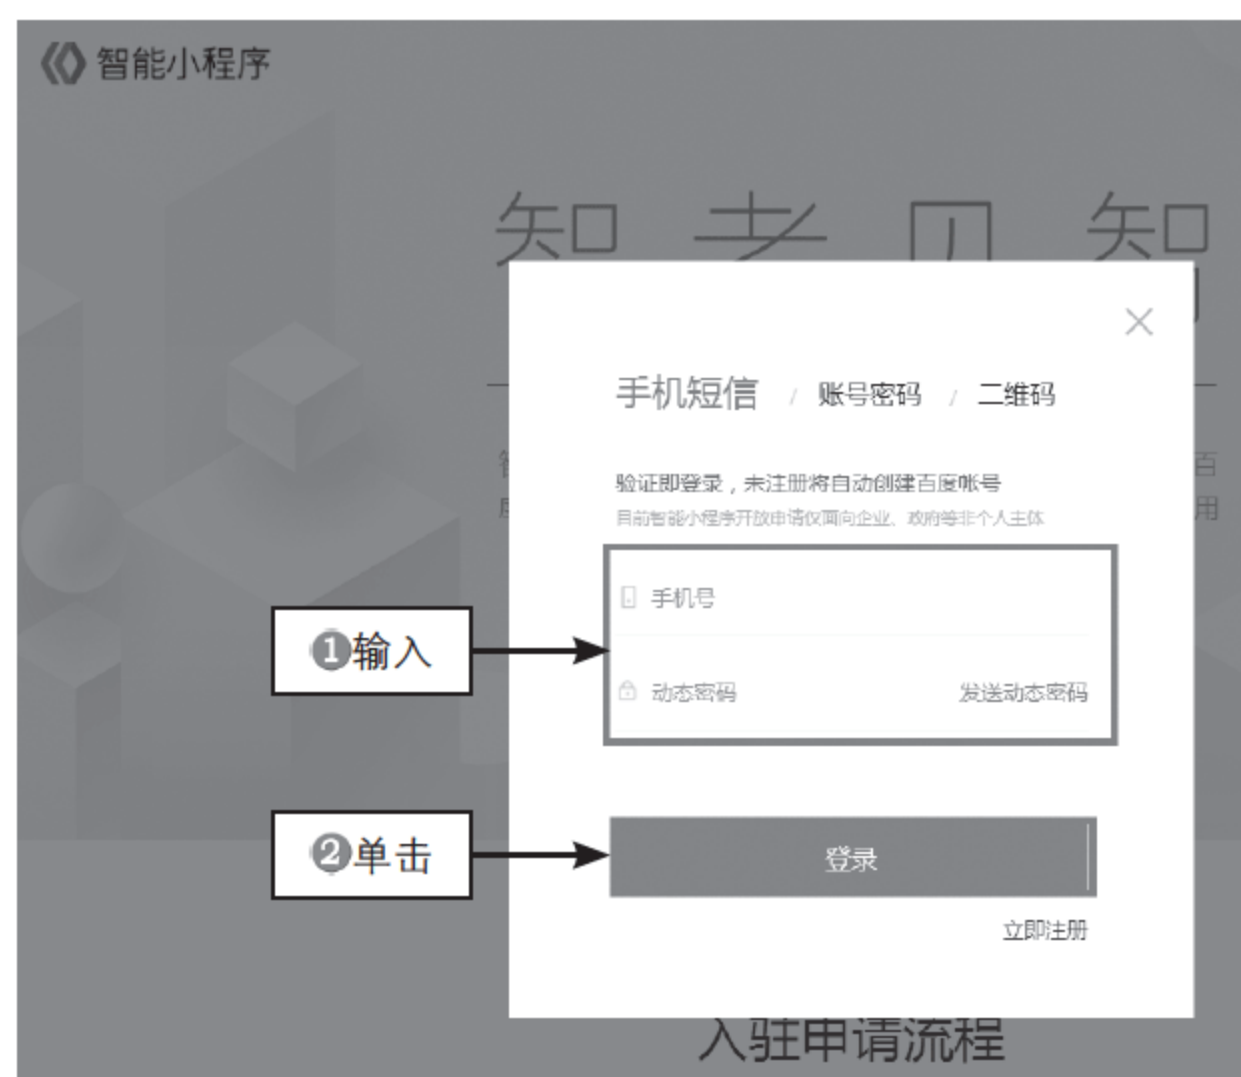 智能小程序
知 者 知
手机短信 / 账号密码 / 二维码
验证即登录，未注册将自动创建百度帐号
百
目前智能小程序开放申请仅面向企业、政府等非个人主体
用
手机号
❶输入
动态密码 发送动态密码
❷单击
登录
立即注册
入驻申请流程